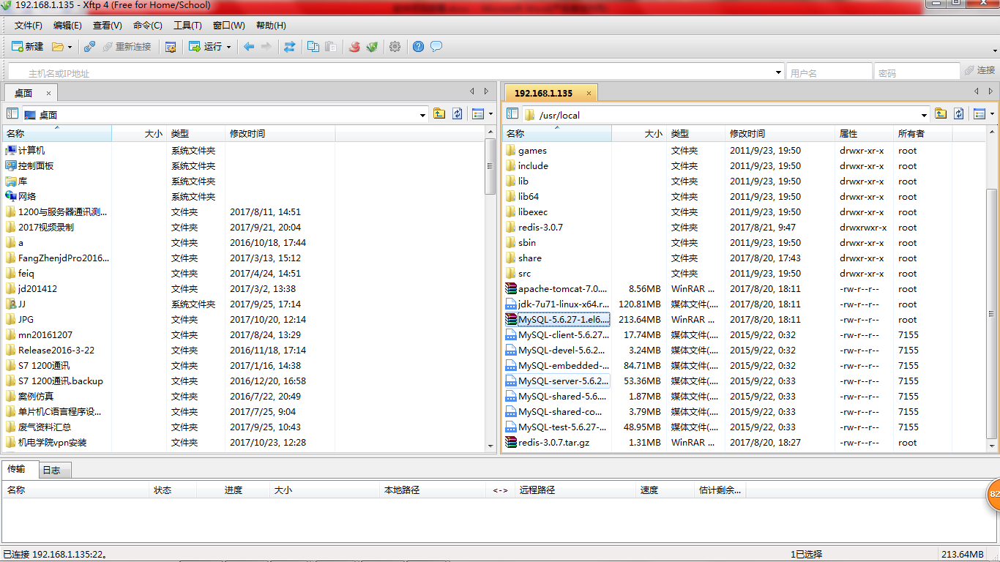 192.168.1.135 - Xftp 4 (Free for Home/School)
文件(F) 编辑(E) 查看(V) 命令(C) 工具(T) 窗口(W) 帮助(H)
新建 重新连接 运行
主机名或IP地址 用户名 密码 连接
桌面 ×
桌面
名称 大小 类型 修改时间
计算机 系统文件夹
控制面板 系统文件夹
库 系统文件夹
网络 系统文件夹
1200与服务器通讯测... 文件夹 2017/8/11, 14:51
2017视频录制 文件夹 2017/9/21, 20:04
a 文件夹 2016/10/18, 17:44
FangZhenjdPro2016... 文件夹 2017/3/13, 15:12
feiq 文件夹 2017/4/24, 14:51
jd201412 文件夹 2017/3/2, 13:38
JJ 系统文件夹 2017/9/25, 17:14
JPG 文件夹 2017/10/20, 12:14
mn20161207 文件夹 2017/8/24, 13:29
Release2016-3-22 文件夹 2016/11/18, 17:14
S7 1200通讯 文件夹 2017/1/16, 14:38
S7 1200通讯.backup 文件夹 2016/12/20, 16:58
案例仿真 文件夹 2016/7/22, 20:49
单片机C语言程序设... 文件夹 2017/7/25, 9:04
废气资料汇总 文件夹 2017/9/25, 10:43
机电学院vpn安装 文件夹 2017/10/23, 12:28
192.168.1.135 ×
/usr/local
名称 大小 类型 修改时间 属性 所有者
games 文件夹 2011/9/23, 19:50 drwxr-xr-x root
include 文件夹 2011/9/23, 19:50 drwxr-xr-x root
lib 文件夹 2011/9/23, 19:50 drwxr-xr-x root
lib64 文件夹 2011/9/23, 19:50 drwxr-xr-x root
libexec 文件夹 2011/9/23, 19:50 drwxr-xr-x root
redis-3.0.7 文件夹 2017/8/21, 9:47 drwxrwxr-x root
sbin 文件夹 2011/9/23, 19:50 drwxr-xr-x root
share 文件夹 2017/8/20, 17:43 drwxr-xr-x root
src 文件夹 2011/9/23, 19:50 drwxr-xr-x root
apache-tomcat-7.0.... 8.56MB WinRAR ... 2017/8/20, 18:11 -rw-r--r-- root
jdk-7u71-linux-x64.r... 120.81MB 媒体文件(.... 2017/8/20, 18:11 -rw-r--r-- root
MySQL-5.6.27-1.el6.... 213.64MB WinRAR ... 2017/8/20, 18:11 -rw-r--r-- root
MySQL-client-5.6.27... 17.74MB 媒体文件(.... 2015/9/22, 0:32 -rw-r--r-- 7155
MySQL-devel-5.6.2... 3.24MB 媒体文件(.... 2015/9/22, 0:32 -rw-r--r-- 7155
MySQL-embedded-... 84.71MB 媒体文件(.... 2015/9/22, 0:32 -rw-r--r-- 7155
MySQL-server-5.6.2... 53.36MB 媒体文件(.... 2015/9/22, 0:33 -rw-r--r-- 7155
MySQL-shared-5.6.... 1.87MB 媒体文件(.... 2015/9/22, 0:33 -rw-r--r-- 7155
MySQL-shared-co... 3.79MB 媒体文件(.... 2015/9/22, 0:33 -rw-r--r-- 7155
MySQL-test-5.6.27-... 48.95MB 媒体文件(.... 2015/9/22, 0:33 -rw-r--r-- 7155
redis-3.0.7.tar.gz 1.31MB WinRAR ... 2017/8/20, 18:27 -rw-r--r-- root
传输 日志
名称 状态 进度 大小 本地路径 <-> 远程路径 速度 估计剩余...
82
已连接 192.168.1.135:22。 1已选择 213.64MB